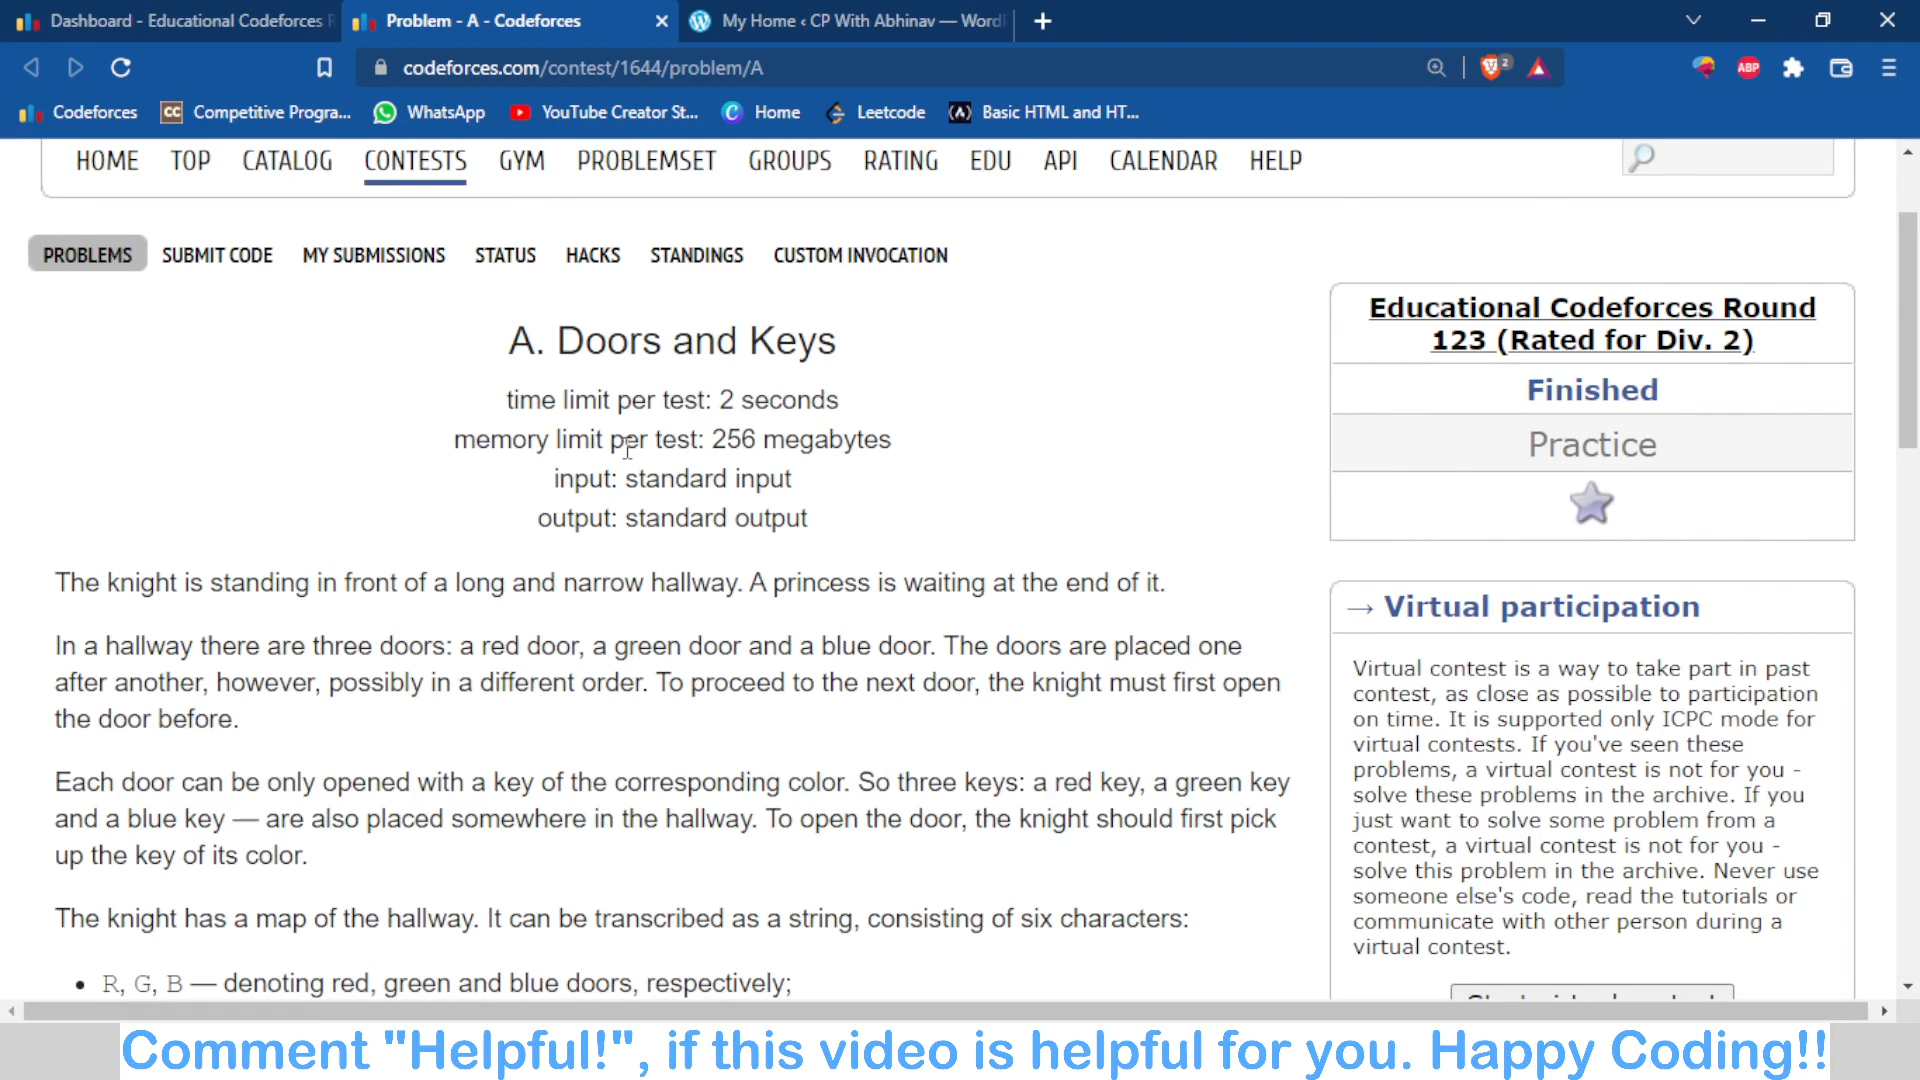 Dashboard - Educational Codeforces R
Problem - A - Codeforces
My Home ‹ CP With Abhinav — Word
codeforces.com/contest/1644/problem/A
2
ABP
Codeforces
CC Competitive Progra...
WhatsApp
YouTube Creator St...
Home
Leetcode
Basic HTML and HT...
HOME TOP CATALOG CONTESTS GYM PROBLEMSET GROUPS RATING EDU API CALENDAR HELP
PROBLEMS SUBMIT CODE MY SUBMISSIONS STATUS HACKS STANDINGS CUSTOM INVOCATION
A. Doors and Keys
time limit per test: 2 seconds
memory limit per test: 256 megabytes
input: standard input
output: standard output
The knight is standing in front of a long and narrow hallway. A princess is waiting at the end of it.
In a hallway there are three doors: a red door, a green door and a blue door. The doors are placed one
after another, however, possibly in a different order. To proceed to the next door, the knight must first open
the door before.
Each door can be only opened with a key of the corresponding color. So three keys: a red key, a green key
and a blue key — are also placed somewhere in the hallway. To open the door, the knight should first pick
up the key of its color.
The knight has a map of the hallway. It can be transcribed as a string, consisting of six characters:
• R, G, B — denoting red, green and blue doors, respectively;
Educational Codeforces Round
123 (Rated for Div. 2)
Finished
Practice
→ Virtual participation
Virtual contest is a way to take part in past
contest, as close as possible to participation
on time. It is supported only ICPC mode for
virtual contests. If you've seen these
problems, a virtual contest is not for you -
solve these problems in the archive. If you
just want to solve some problem from a
contest, a virtual contest is not for you -
solve this problem in the archive. Never use
someone else's code, read the tutorials or
communicate with other person during a
virtual contest.
Comment "Helpful!", if this video is helpful for you. Happy Coding!!